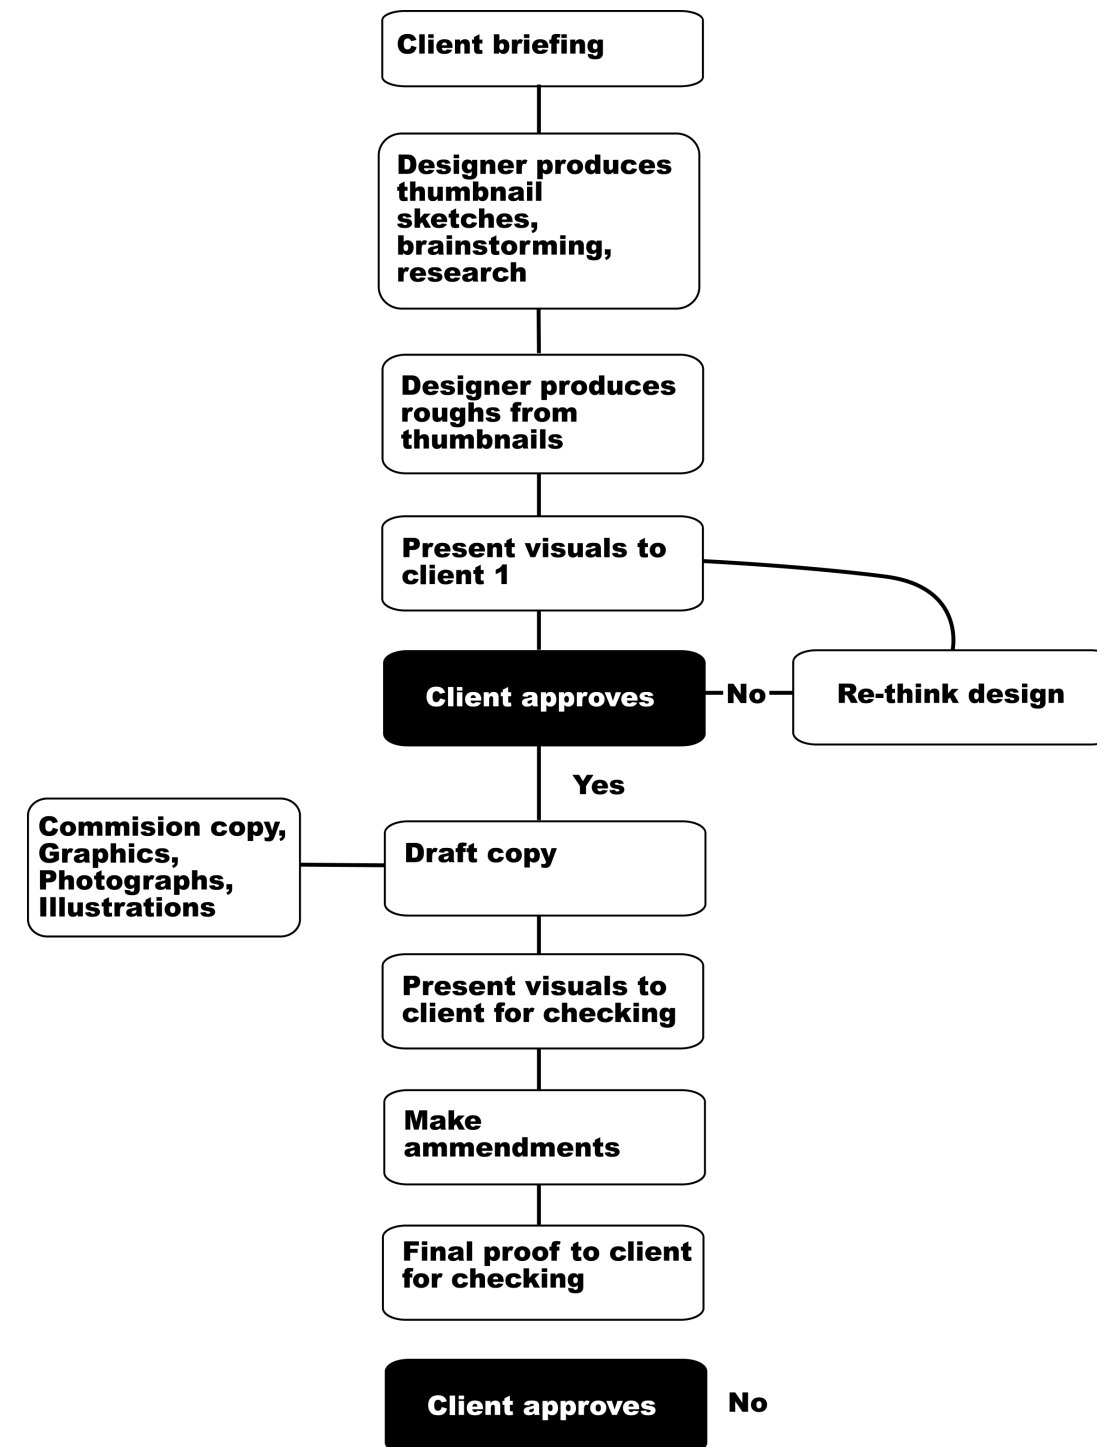 Client briefing
Designer produces
thumbnail
sketches,
brainstorming,
research
Designer produces
roughs from
thumbnails
Present visuals to
client 1
Client approves
No
Re-think design
Yes
Commision copy,
Graphics,
Photographs,
Illustrations
Draft copy
Present visuals to
client for checking
Make
ammendments
Final proof to client
for checking
Client approves
No